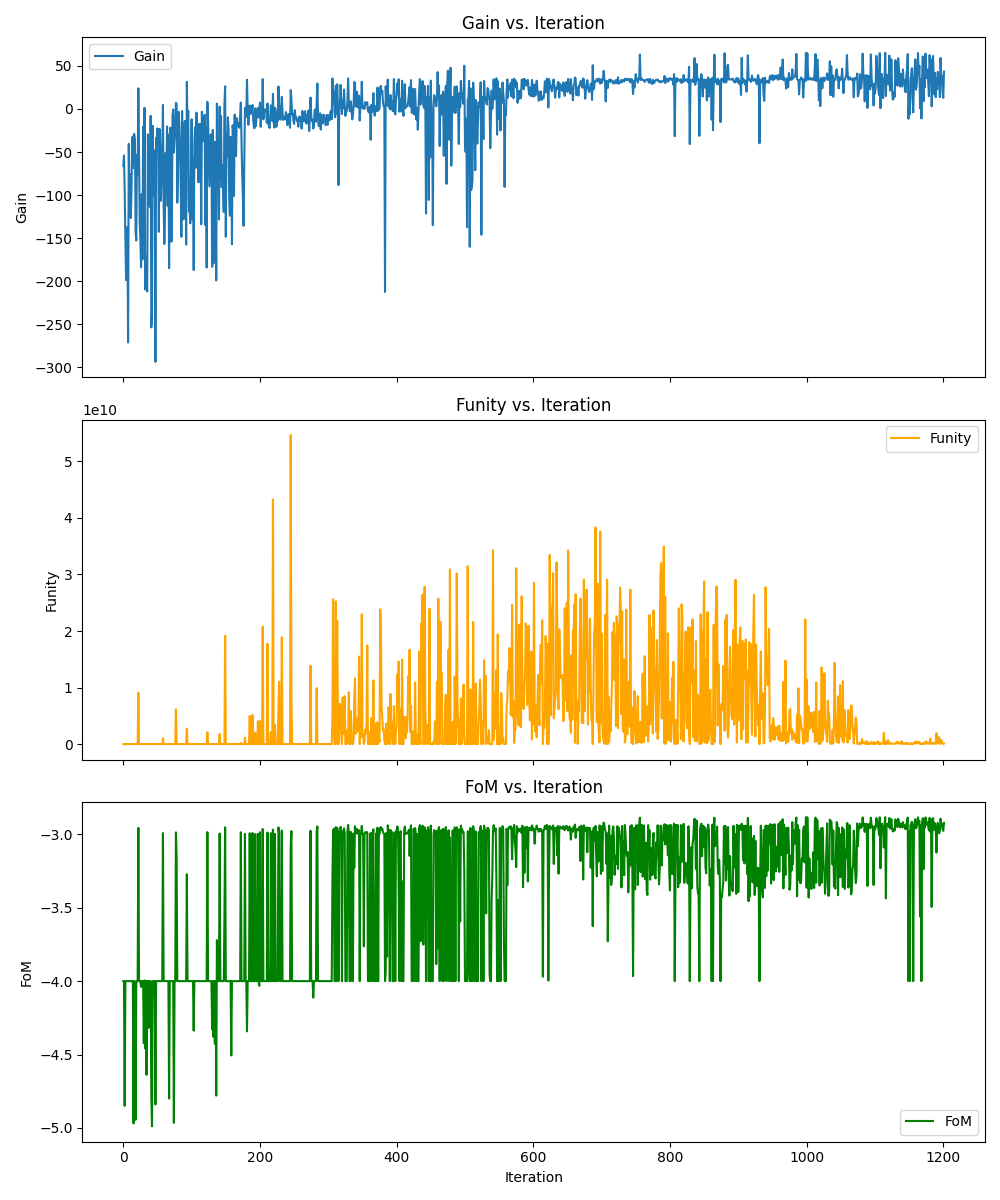 Gain vs. Iteration
Gain
50
0
−50
−100
−150
−200
−250
−300
Gain
Funity vs. Iteration
1e10
Funity
5
4
3
2
1
0
Funity
FoM vs. Iteration
−3.0
−3.5
−4.0
−4.5
−5.0
FoM
FoM
0 200 400 600 800 1000 1200
Iteration